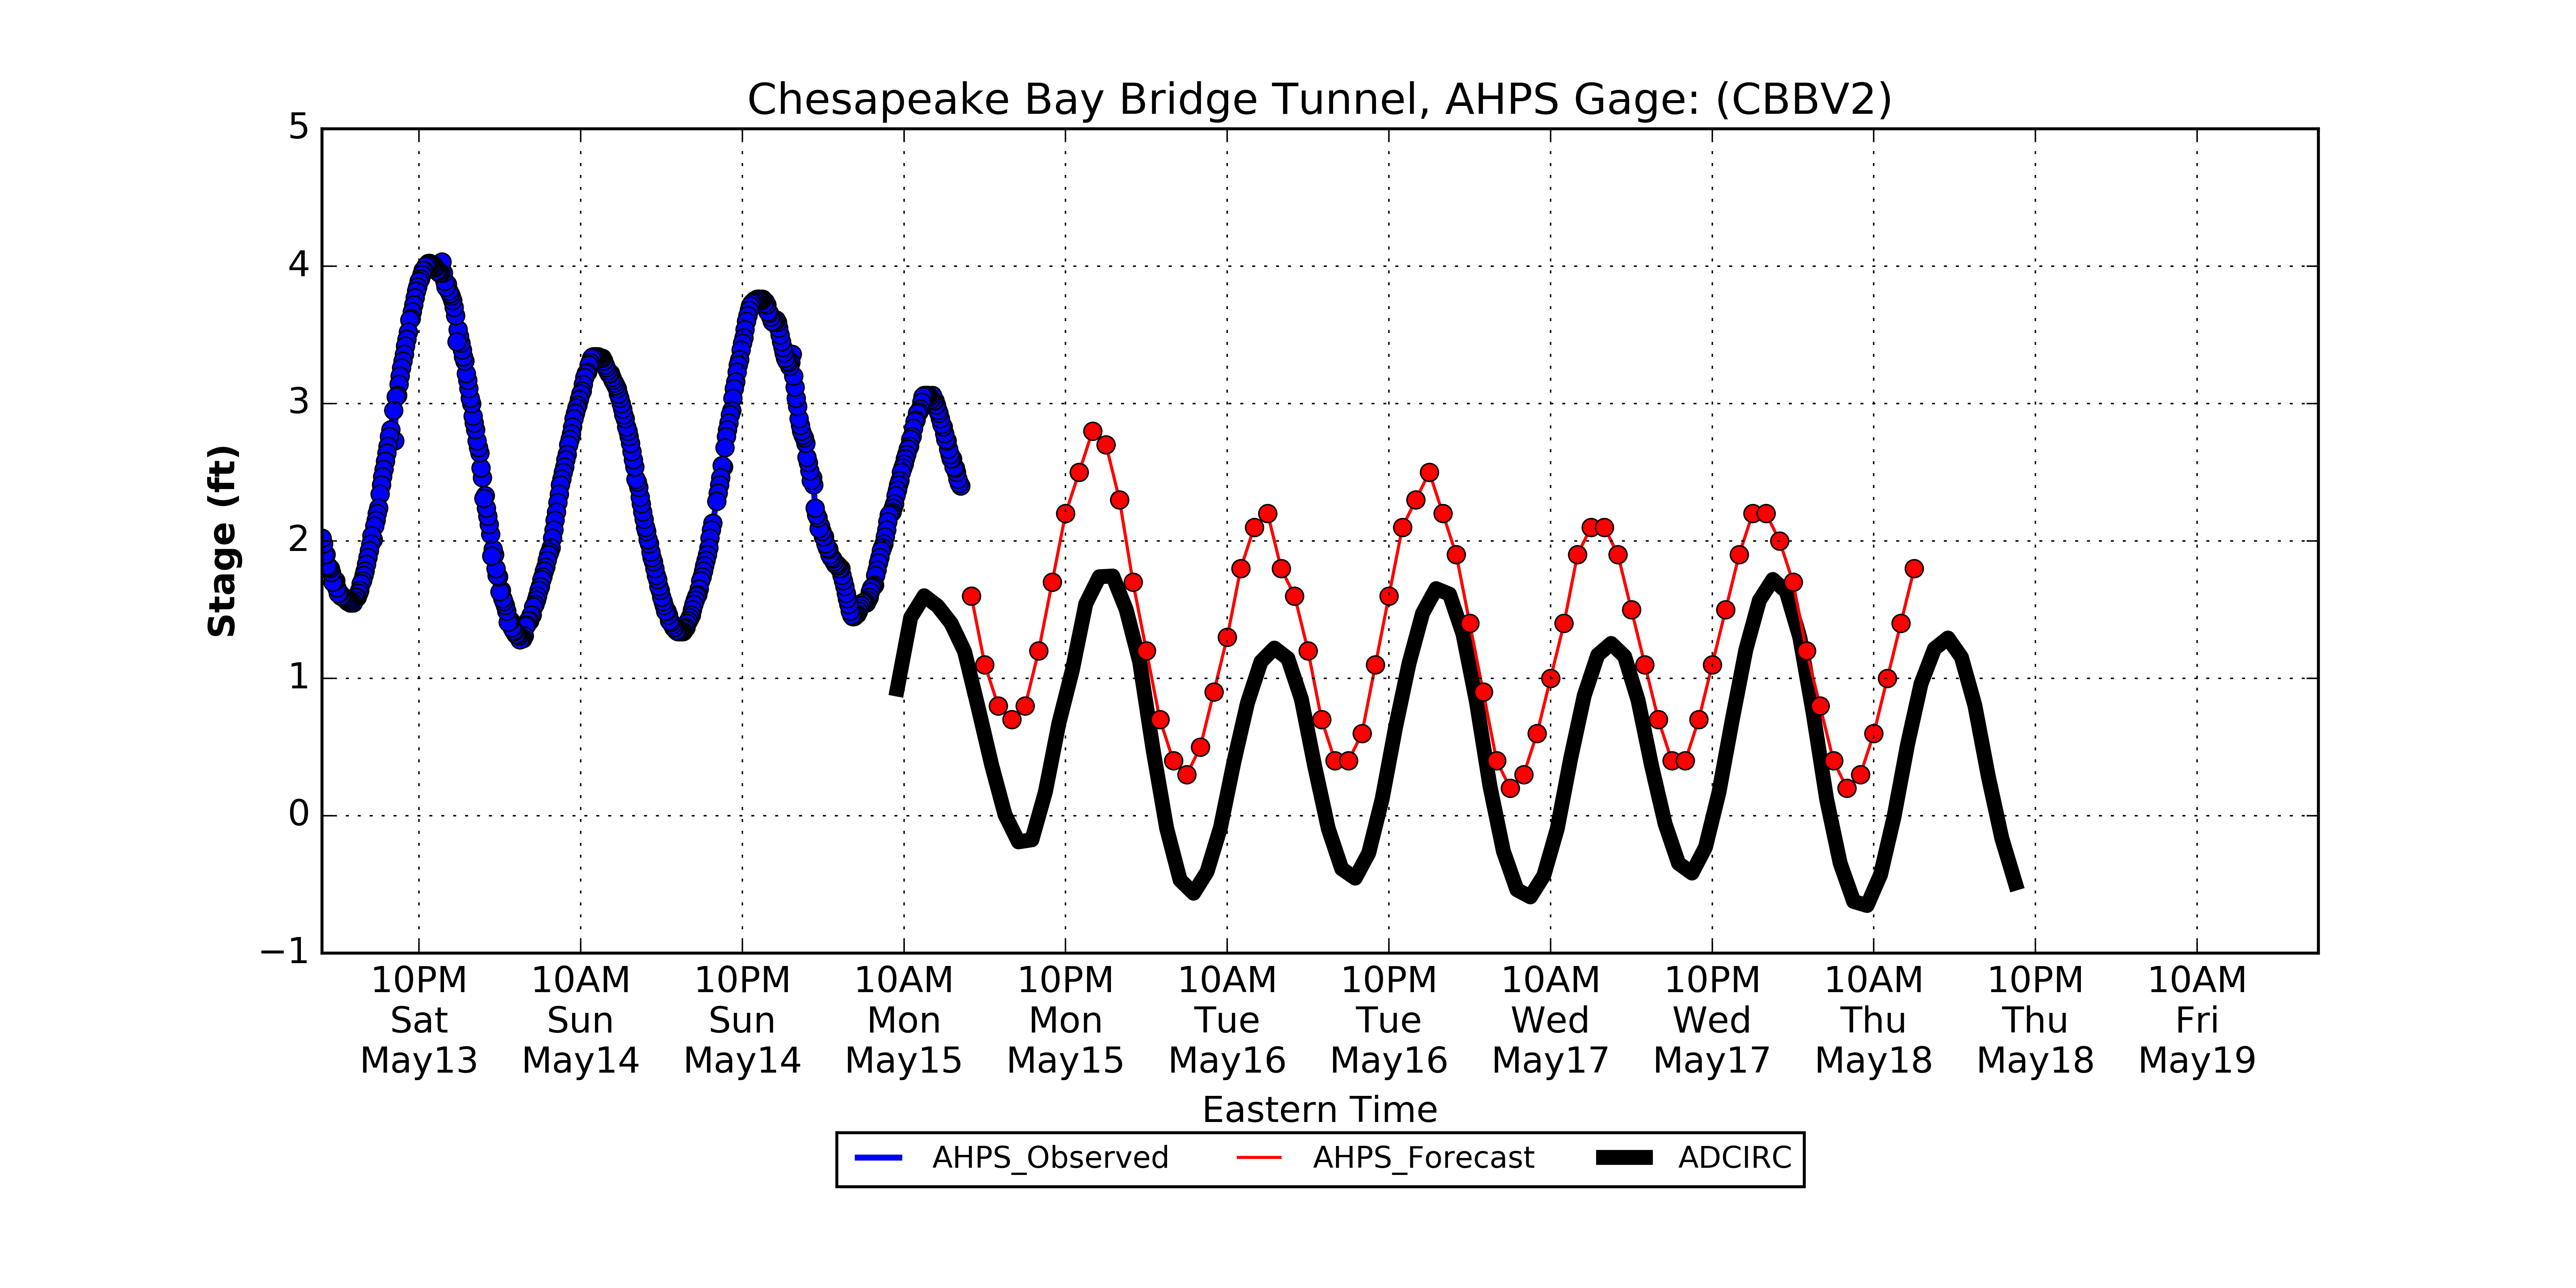 Chesapeake Bay Bridge Tunnel, AHPS Gage: (CBBV2)
5
4
3
2
1
0
−1
Stage (ft)
10PM 10AM 10PM 10AM 10PM 10AM 10PM 10AM 10PM 10AM 10PM 10AM
Sat Sun Sun Mon Mon Tue Tue Wed Wed Thu Thu Fri
May13 May14 May14 May15 May15 May16 May16 May17 May17 May18 May18 May19
Eastern Time
AHPS_Observed AHPS_Forecast ADCIRC